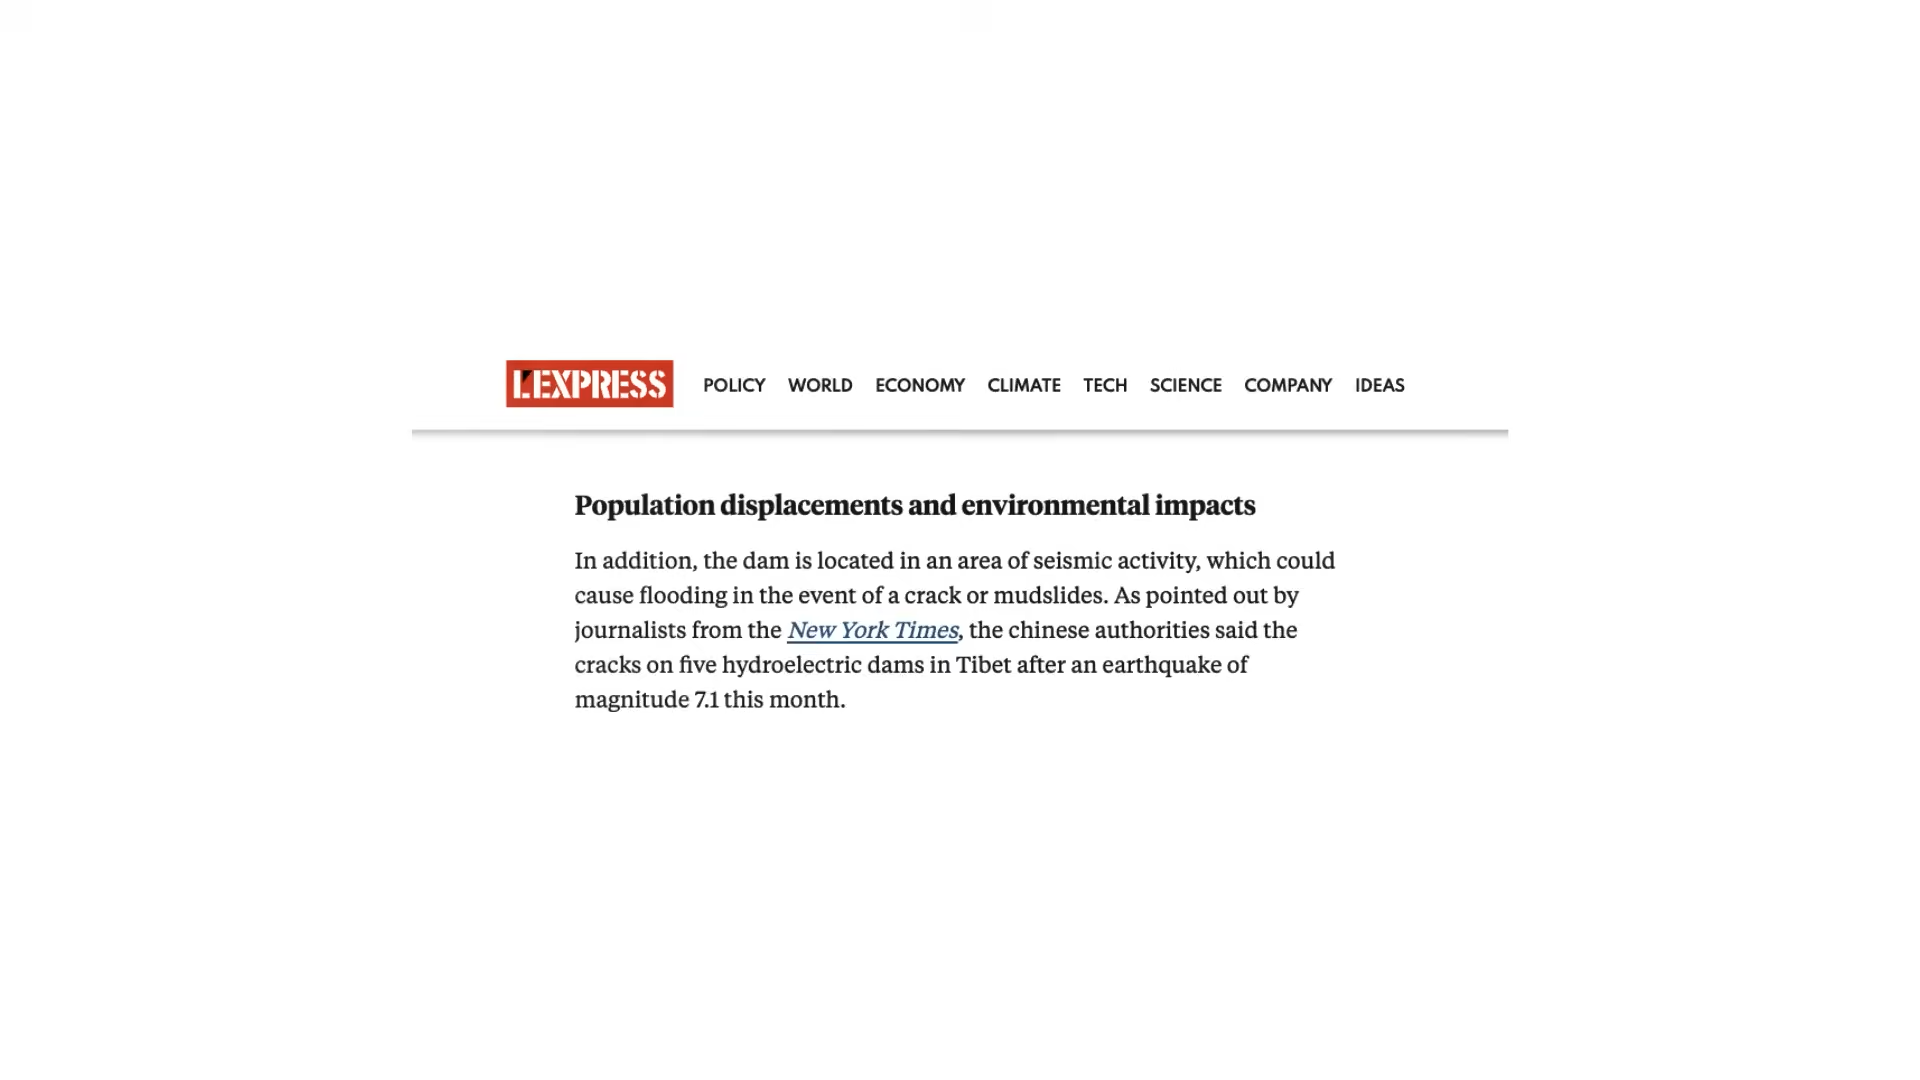 L'EXPRESS POLICY WORLD ECONOMY CLIMATE TECH SCIENCE COMPANY IDEAS
Population displacements and environmental impacts
In addition, the dam is located in an area of seismic activity, which could
cause flooding in the event of a crack or mudslides. As pointed out by
journalists from the New York Times, the chinese authorities said the
cracks on five hydroelectric dams in Tibet after an earthquake of
magnitude 7.1 this month.